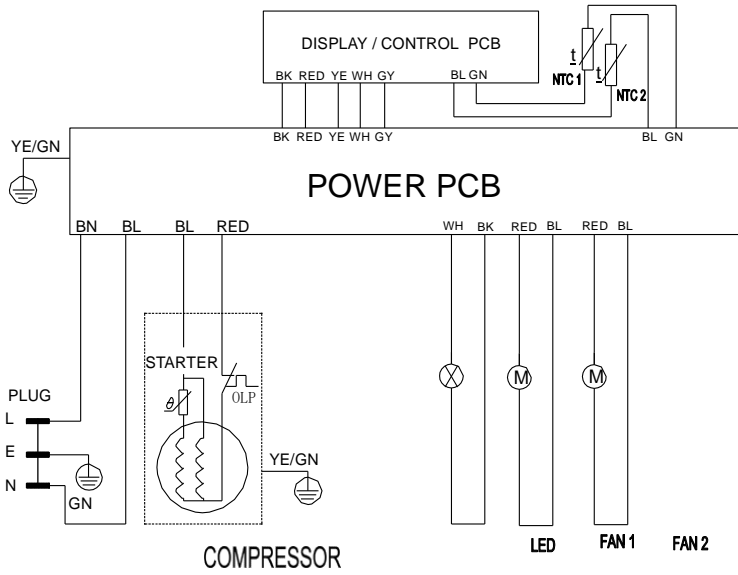 DISPLAY / CONTROL PCB
BK RED YE WH GY BL GN
t
NTC 1
t
NTC 2
BK RED YE WH GY BL GN
YE/GN
POWER PCB
BN BL BL RED WH BK RED BL RED BL
STARTER
θ
OLP
M M
PLUG
L
E
N
GN
YE/GN
LED FAN 1 FAN 2
COMPRESSOR